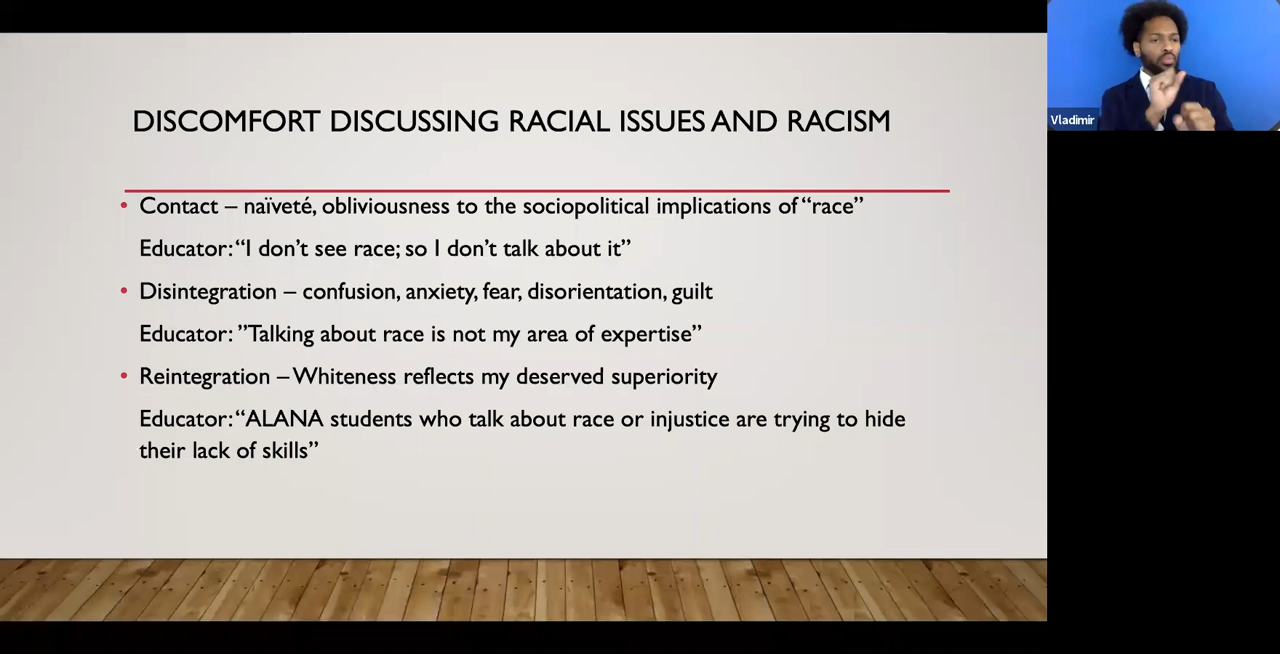 DISCOMFORT DISCUSSING RACIAL ISSUES AND RACISM
Vladimir
• Contact – naïveté, obliviousness to the sociopolitical implications of “race”
Educator: “I don’t see race; so I don’t talk about it”
• Disintegration – confusion, anxiety, fear, disorientation, guilt
Educator: ”Talking about race is not my area of expertise”
• Reintegration – Whiteness reflects my deserved superiority
Educator: “ALANA students who talk about race or injustice are trying to hide
their lack of skills”